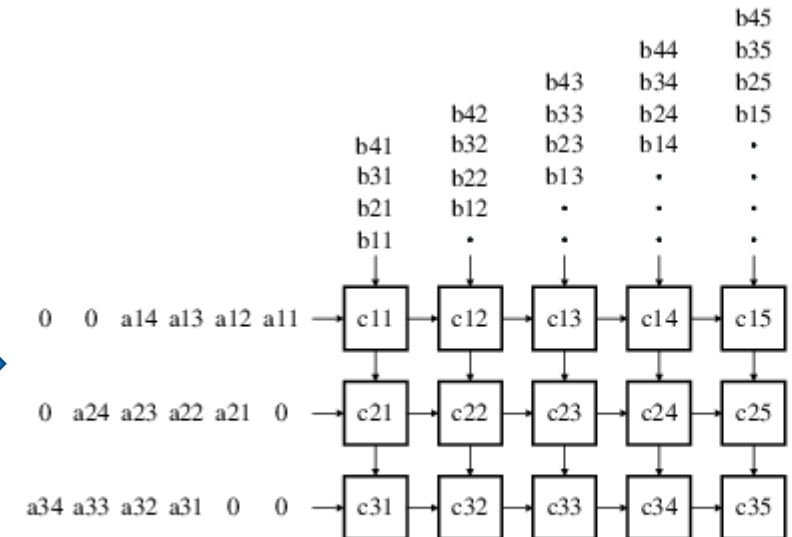 b45
b44 b35
b43 b34 b25
b42 b33 b24 b15
b41 b32 b23 b14 .
b31 b22 b13 . .
b21 b12 . . .
b11 . . . .
0 0 a14 a13 a12 a11 c11 c12 c13 c14 c15
0 a24 a23 a22 a21 0 c21 c22 c23 c24 c25
a34 a33 a32 a31 0 0 c31 c32 c33 c34 c35